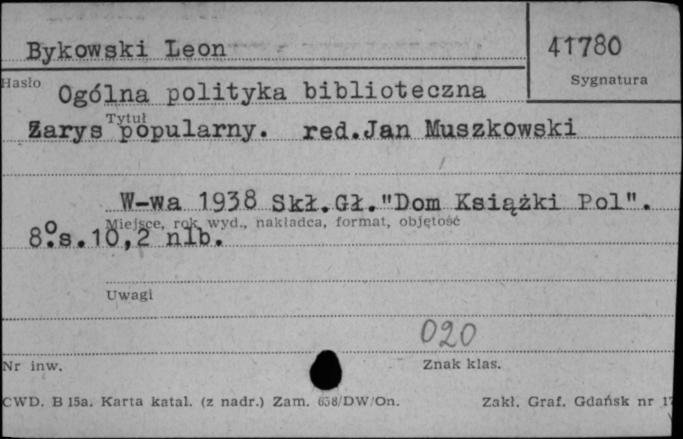 Bykowski Leon
41780
Hasło
Sygnatura
Ogólna polityka biblioteczna
Tytuł
Zarys popularny. red.Jan Muszkowski
W-wa 1938 Skł.Gł."Dom Książki Pol".
Miejsce, rok wyd., nakładca, format, objętość
8°.s.10,2 nlb.
Uwagi
020
Nr inw.
Znak klas.
CWD. B 15a. Karta katal. (z nadr.) Zam. 638/DW/On.
Zakł. Graf. Gdańsk nr 17